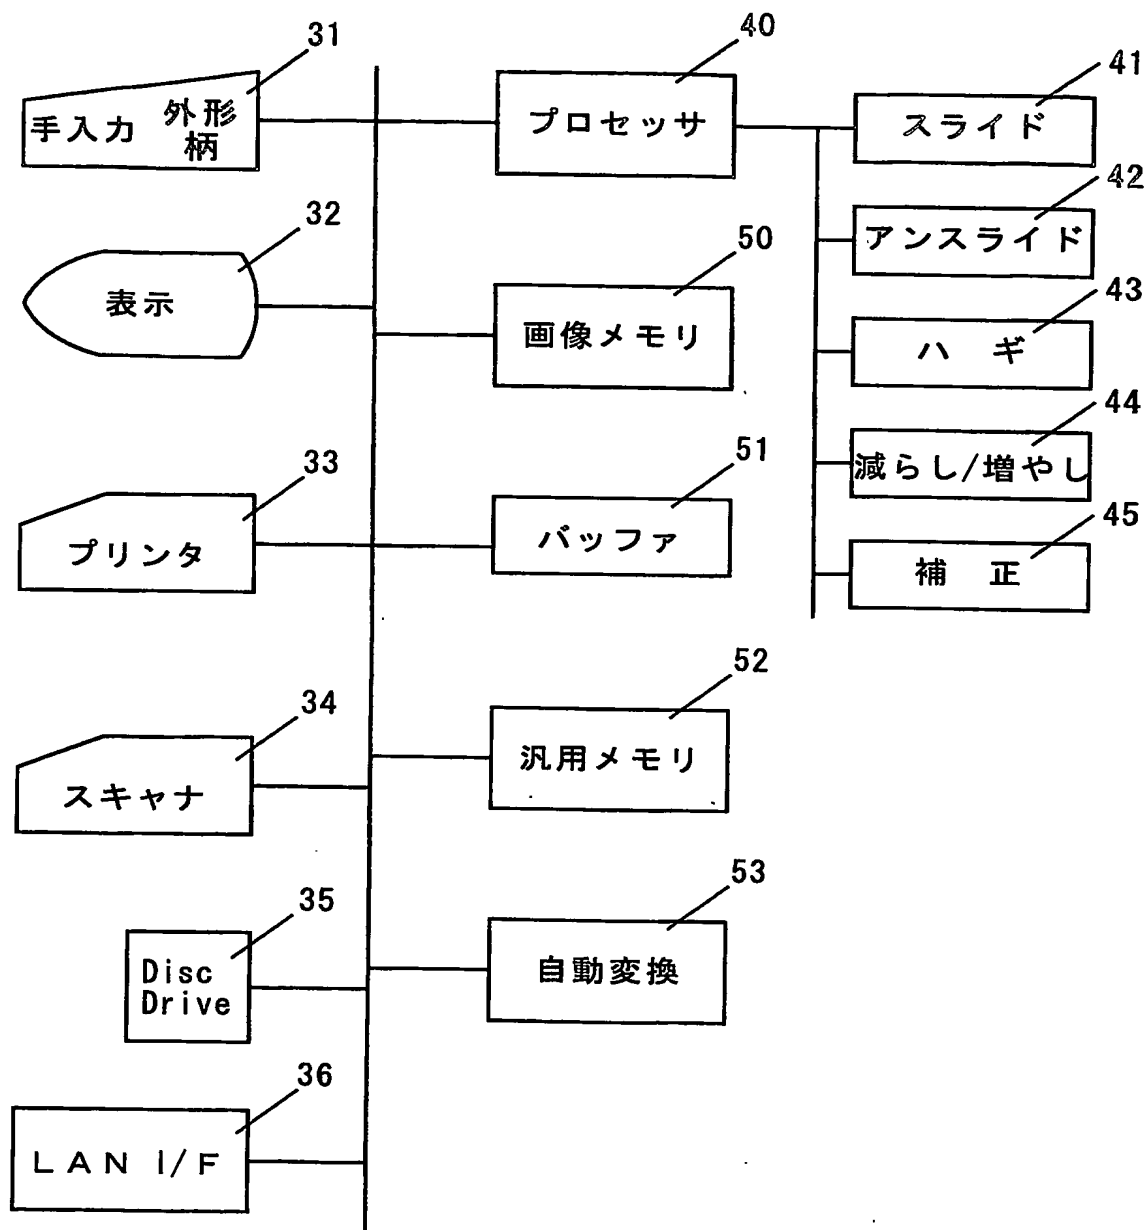 31
手入力 外形
柄
32
表示
33
プリンタ
34
スキャナ
35
Disc
Drive
36
LAN I/F
40
プロセッサ
50
画像メモリ
51
バッファ
52
汎用メモリ
53
自動変換
41
スライド
42
アンスライド
43
ハ ギ
44
減らし/増やし
45
補 正